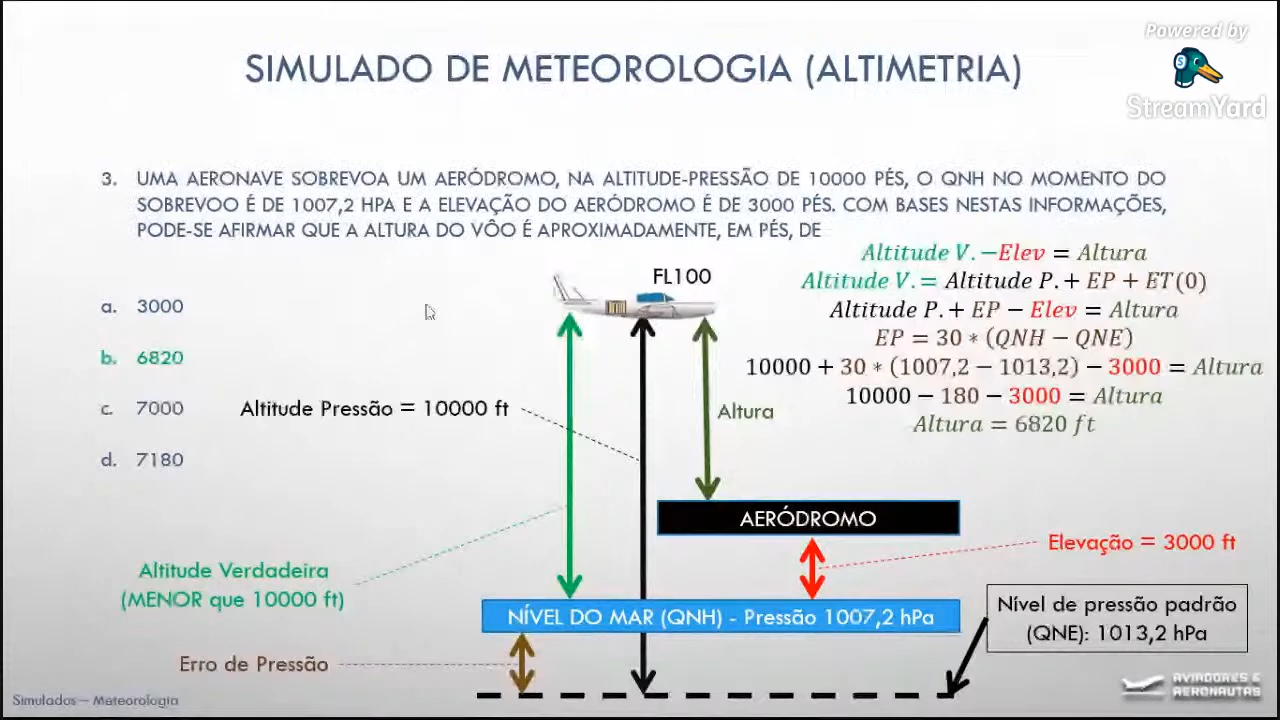 Powered by
StreamYard
SIMULADO DE METEOROLOGIA (ALTIMETRIA)
3. UMA AERONAVE SOBREVOA UM AERÓDROMO, NA ALTITUDE-PRESSÃO DE 10000 PÉS, O QNH NO MOMENTO DO
SOBREVOO É DE 1007,2 HPA E A ELEVAÇÃO DO AERÓDROMO É DE 3000 PÉS. COM BASES NESTAS INFORMAÇÕES,
PODE-SE AFIRMAR QUE A ALTURA DO VÔO É APROXIMADAMENTE, EM PÉS, DE
a. 3000
b. 6820
c. 7000
d. 7180
Altitude V. −Elev = Altura
Altitude V. = Altitude P. + EP + ET(0)
Altitude P. + EP − Elev = Altura
EP = 30 ∗ (QNH − QNE)
10000 + 30 ∗ (1007,2 − 1013,2) − 3000 = Altura
10000 − 180 − 3000 = Altura
Altura = 6820 ft
FL100
Altitude Pressão = 10000 ft
Altura
AERÓDROMO
Elevação = 3000 ft
Altitude Verdadeira
(MENOR que 10000 ft)
NÍVEL DO MAR (QNH) - Pressão 1007,2 hPa
Nível de pressão padrão
(QNE): 1013,2 hPa
Erro de Pressão
Simulados – Meteorologia
AVIADORES E
AERONAUTAS